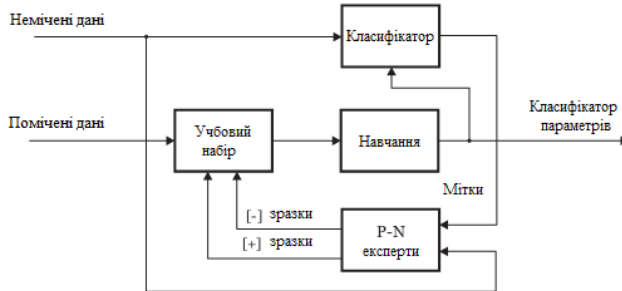 Немічені дані
Класифікатор
Помічені дані
Учбовий
набір
Навчання
Класифікатор
параметрів
Мітки
[-] зразки
[+] зразки
P-N
експерти